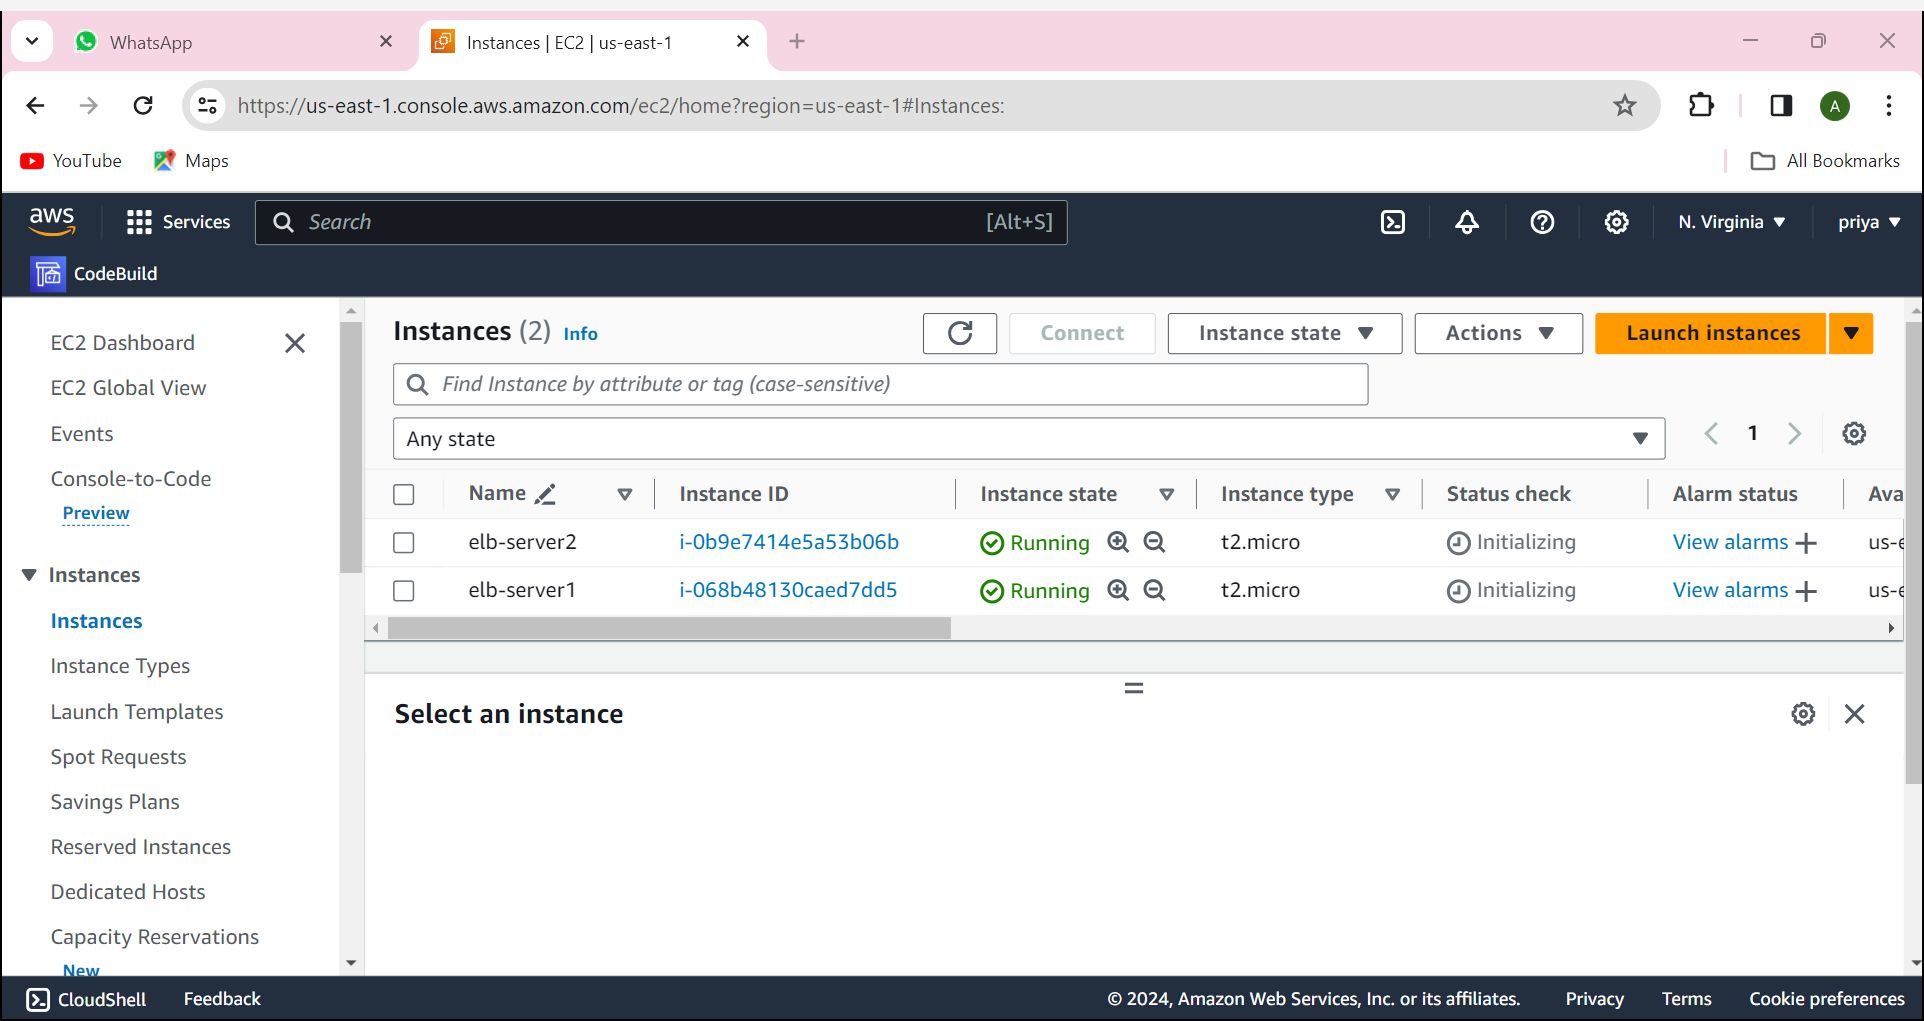 WhatsApp
Instances | EC2 | us-east-1
https://us-east-1.console.aws.amazon.com/ec2/home?region=us-east-1#Instances:
A
YouTube
Maps
All Bookmarks
aws
Services
Search
[Alt+S]
N. Virginia
priya
CodeBuild
EC2 Dashboard
EC2 Global View
Events
Console-to-Code
Preview
Instances
Instances
Instance Types
Launch Templates
Spot Requests
Savings Plans
Reserved Instances
Dedicated Hosts
Capacity Reservations
New
Instances (2) Info
Connect
Instance state
Actions
Launch instances
Find Instance by attribute or tag (case-sensitive)
Any state
1
Name Instance ID Instance state Instance type Status check Alarm status Ava
elb-server2 i-0b9e7414e5a53b06b Running t2.micro Initializing View alarms us-e
elb-server1 i-068b48130caed7dd5 Running t2.micro Initializing View alarms us-e
Select an instance
CloudShell Feedback © 2024, Amazon Web Services, Inc. or its affiliates. Privacy Terms Cookie preferences